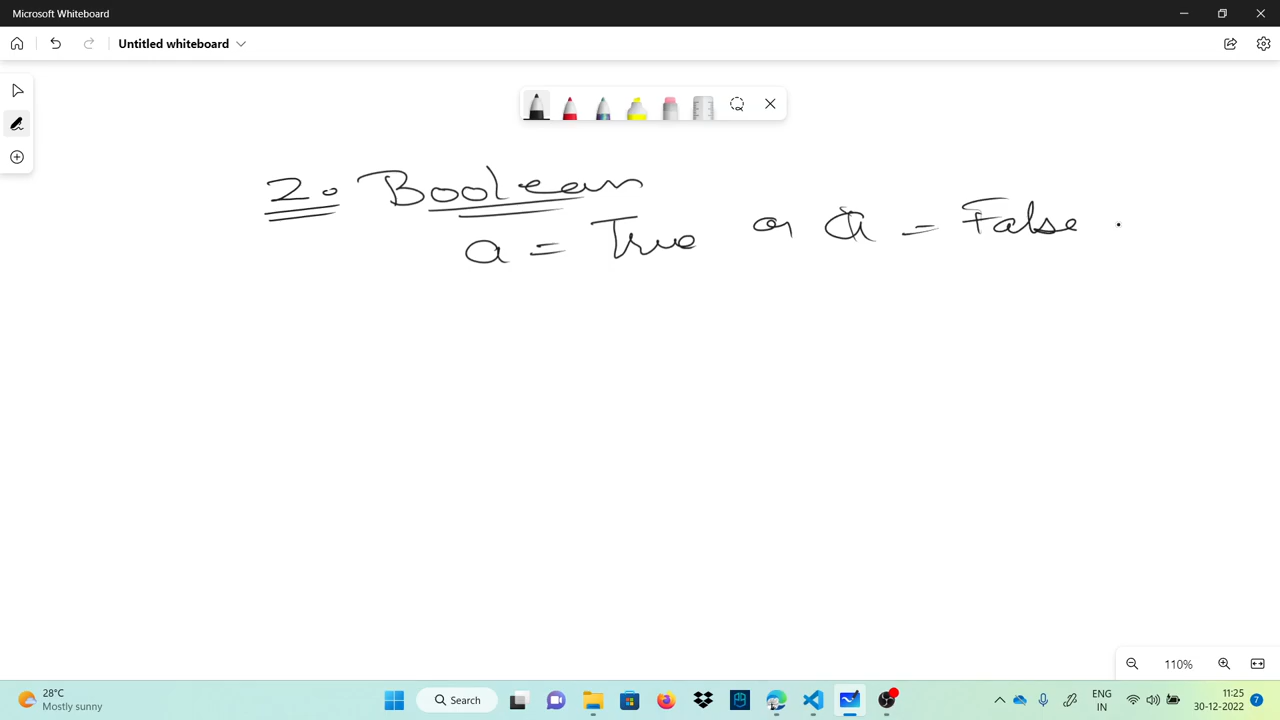 Microsoft Whiteboard
Untitled whiteboard
2. Boolean
a = True or a = False
110%
28°C
Mostly sunny
Search
ENG
IN
11:25
30-12-2022
7